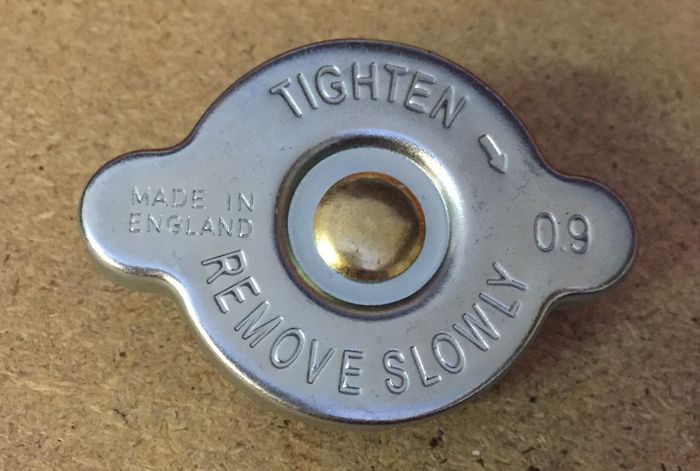 TIGHTEN
MADE IN
ENGLAND
0.9
REMOVE SLOWLY